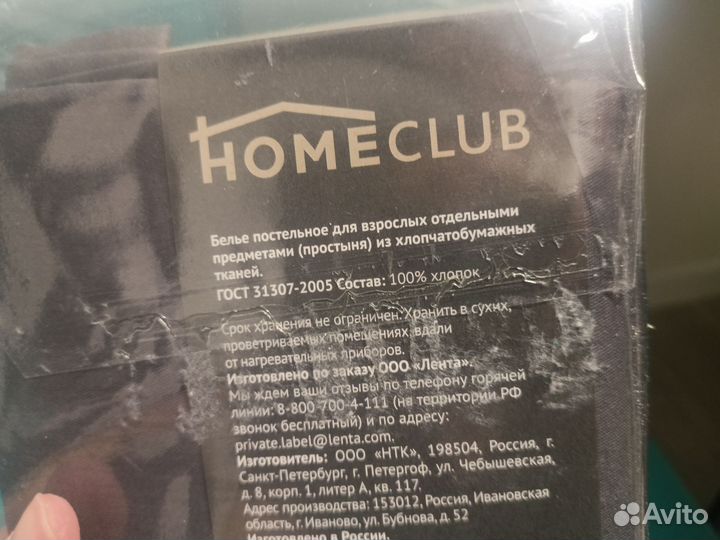 HOMECLUB
Белье постельное для взрослых отдельными
предметами (простыня) из хлопчатобумажных
тканей.
ГОСТ 31307-2005 Состав: 100% хлопок
Срок хранения не ограничен. Хранить в сухих,
проветриваемых помещениях, вдали
от нагревательных приборов.
Изготовлено по заказу ООО «Лента».
Мы ждем ваши отзывы по телефону горячей
линии: 8-800-700-4-111 (на территории РФ
звонок бесплатный) и по адресу:
private.label@lenta.com.
Изготовитель: ООО «НТК», 198504, Россия, г.
Санкт-Петербург, г. Петергоф, ул. Чебышевская,
д. 8, корп. 1, литер А, кв. 117.
Адрес производства: 153012, Россия, Ивановская
область, г. Иваново, ул. Бубнова, д. 52
Изготовлено в России.
Avito